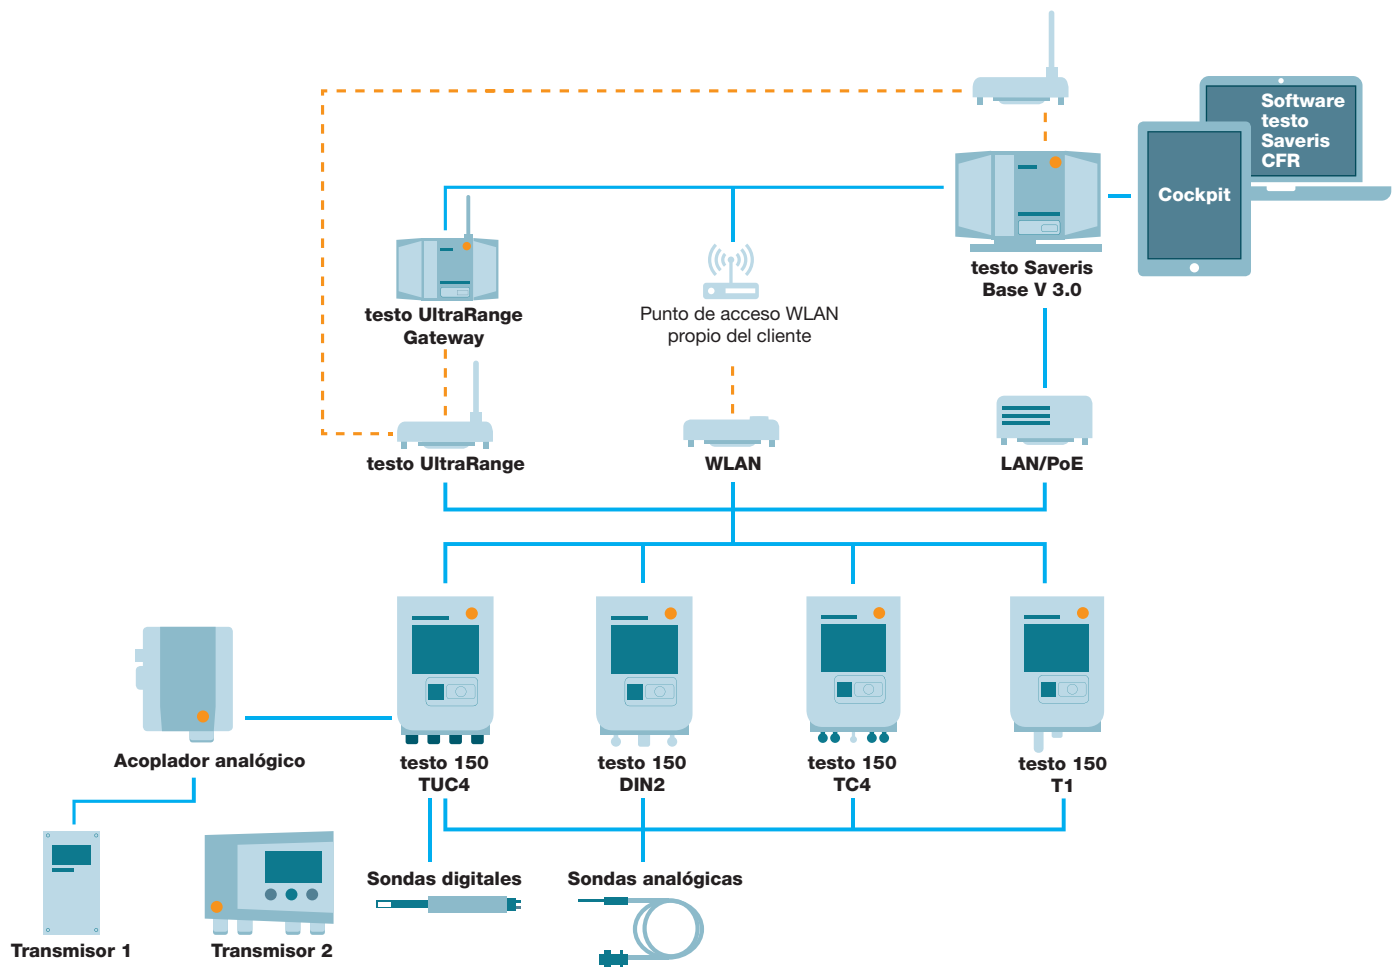 Software
testo
Saveris
CFR
Cockpit
testo Saveris
Base V 3.0
testo UltraRange
Gateway
Punto de acceso WLAN
propio del cliente
testo UltraRange
WLAN
LAN/PoE
Acoplador analógico
testo 150
TUC4
testo 150
DIN2
testo 150
TC4
testo 150
T1
Sondas digitales
Sondas analógicas
Transmisor 1
Transmisor 2